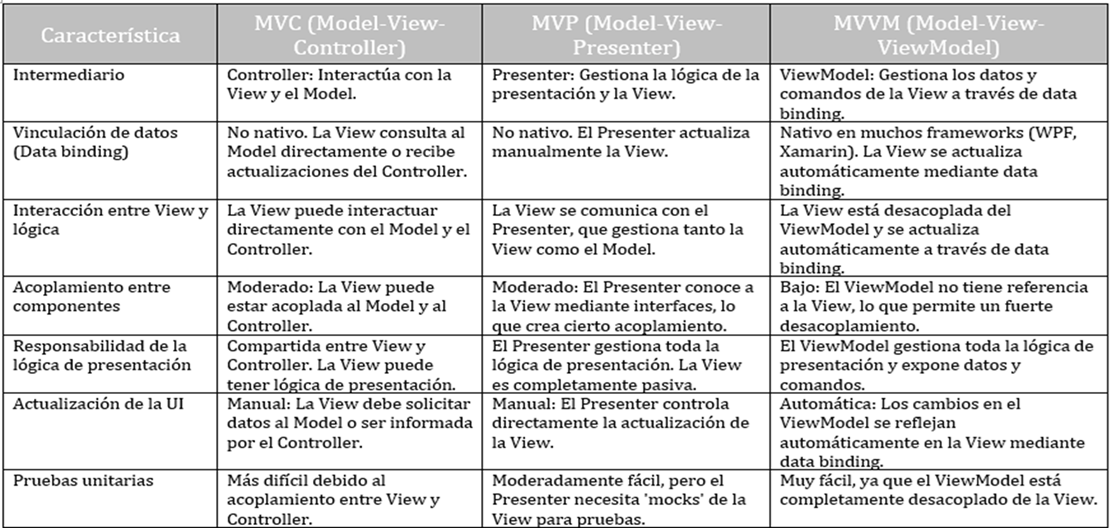 Característica
MVC (Model-View-
Controller)
MVP (Model-View-
Presenter)
MVVM (Model-View-
ViewModel)
Intermediario
Controller: Interactúa con la
View y el Model.
Presenter: Gestiona la lógica de la
presentación y la View.
ViewModel: Gestiona los datos y
comandos de la View a través de data
binding.
Vinculación de datos
(Data binding)
No nativo. La View consulta al
Model directamente o recibe
actualizaciones del Controller.
No nativo. El Presenter actualiza
manualmente la View.
Nativo en muchos frameworks (WPF,
Xamarin). La View se actualiza
automáticamente mediante data
binding.
Interacción entre View y
lógica
La View puede interactuar
directamente con el Model y el
Controller.
La View se comunica con el
Presenter, que gestiona tanto la
View como el Model.
La View está desacoplada del
ViewModel y se actualiza
automáticamente a través de data
binding.
Acoplamiento entre
componentes
Moderado: La View puede
estar acoplada al Model y al
Controller.
Moderado: El Presenter conoce a
la View mediante interfaces, lo
que crea cierto acoplamiento.
Bajo: El ViewModel no tiene referencia
a la View, lo que permite un fuerte
desacoplamiento.
Responsabilidad de la
lógica de presentación
Compartida entre View y
Controller. La View puede
tener lógica de presentación.
El Presenter gestiona toda la
lógica de presentación. La View
es completamente pasiva.
El ViewModel gestiona toda la lógica de
presentación y expone datos y
comandos.
Actualización de la UI
Manual: La View debe solicitar
datos al Model o ser informada
por el Controller.
Manual: El Presenter controla
directamente la actualización de
la View.
Automática: Los cambios en el
ViewModel se reflejan
automáticamente en la View mediante
data binding.
Pruebas unitarias
Más difícil debido al
acoplamiento entre View y
Controller.
Moderadamente fácil, pero el
Presenter necesita 'mocks' de la
View para pruebas.
Muy fácil, ya que el ViewModel está
completamente desacoplado de la View.